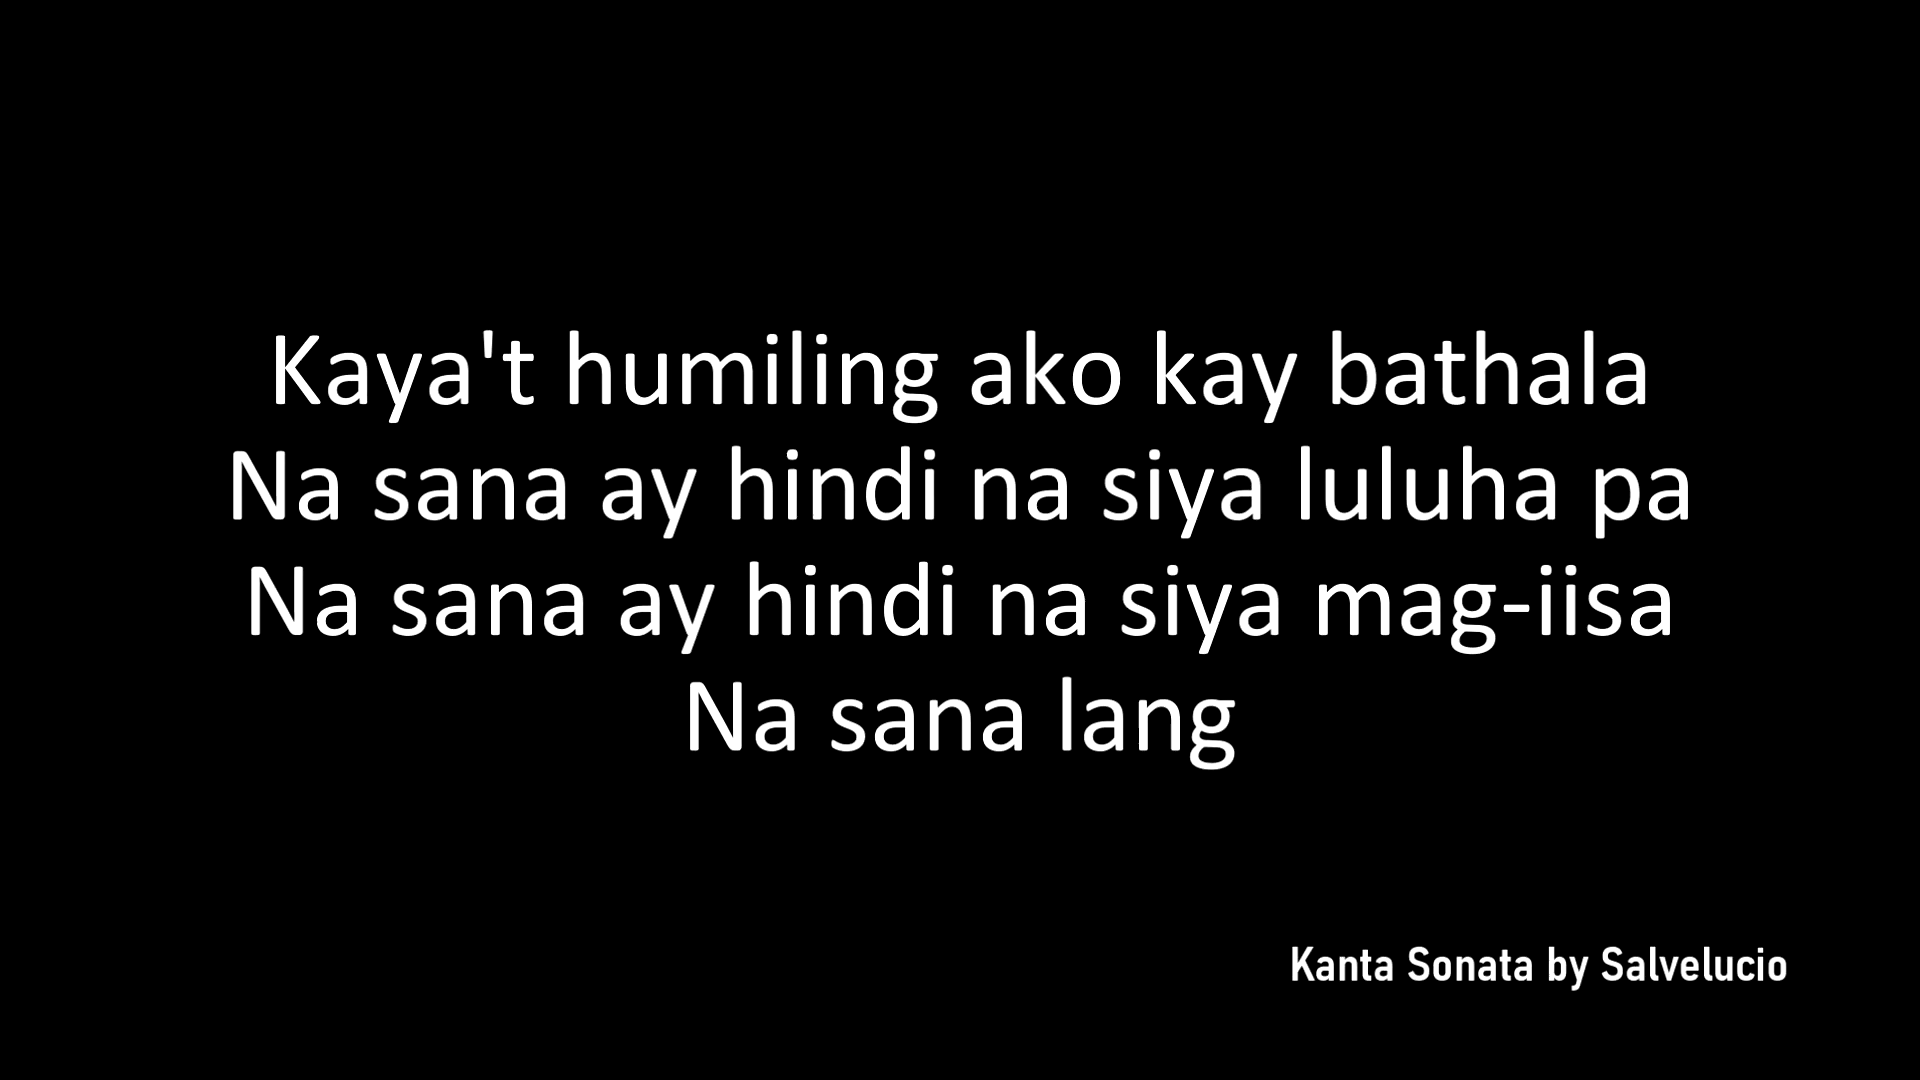 Kaya't humiling ako kay bathala
Na sana ay hindi na siya luluha pa
Na sana ay hindi na siya mag-iisa
Na sana lang
Kanta Sonata by Salvelucio